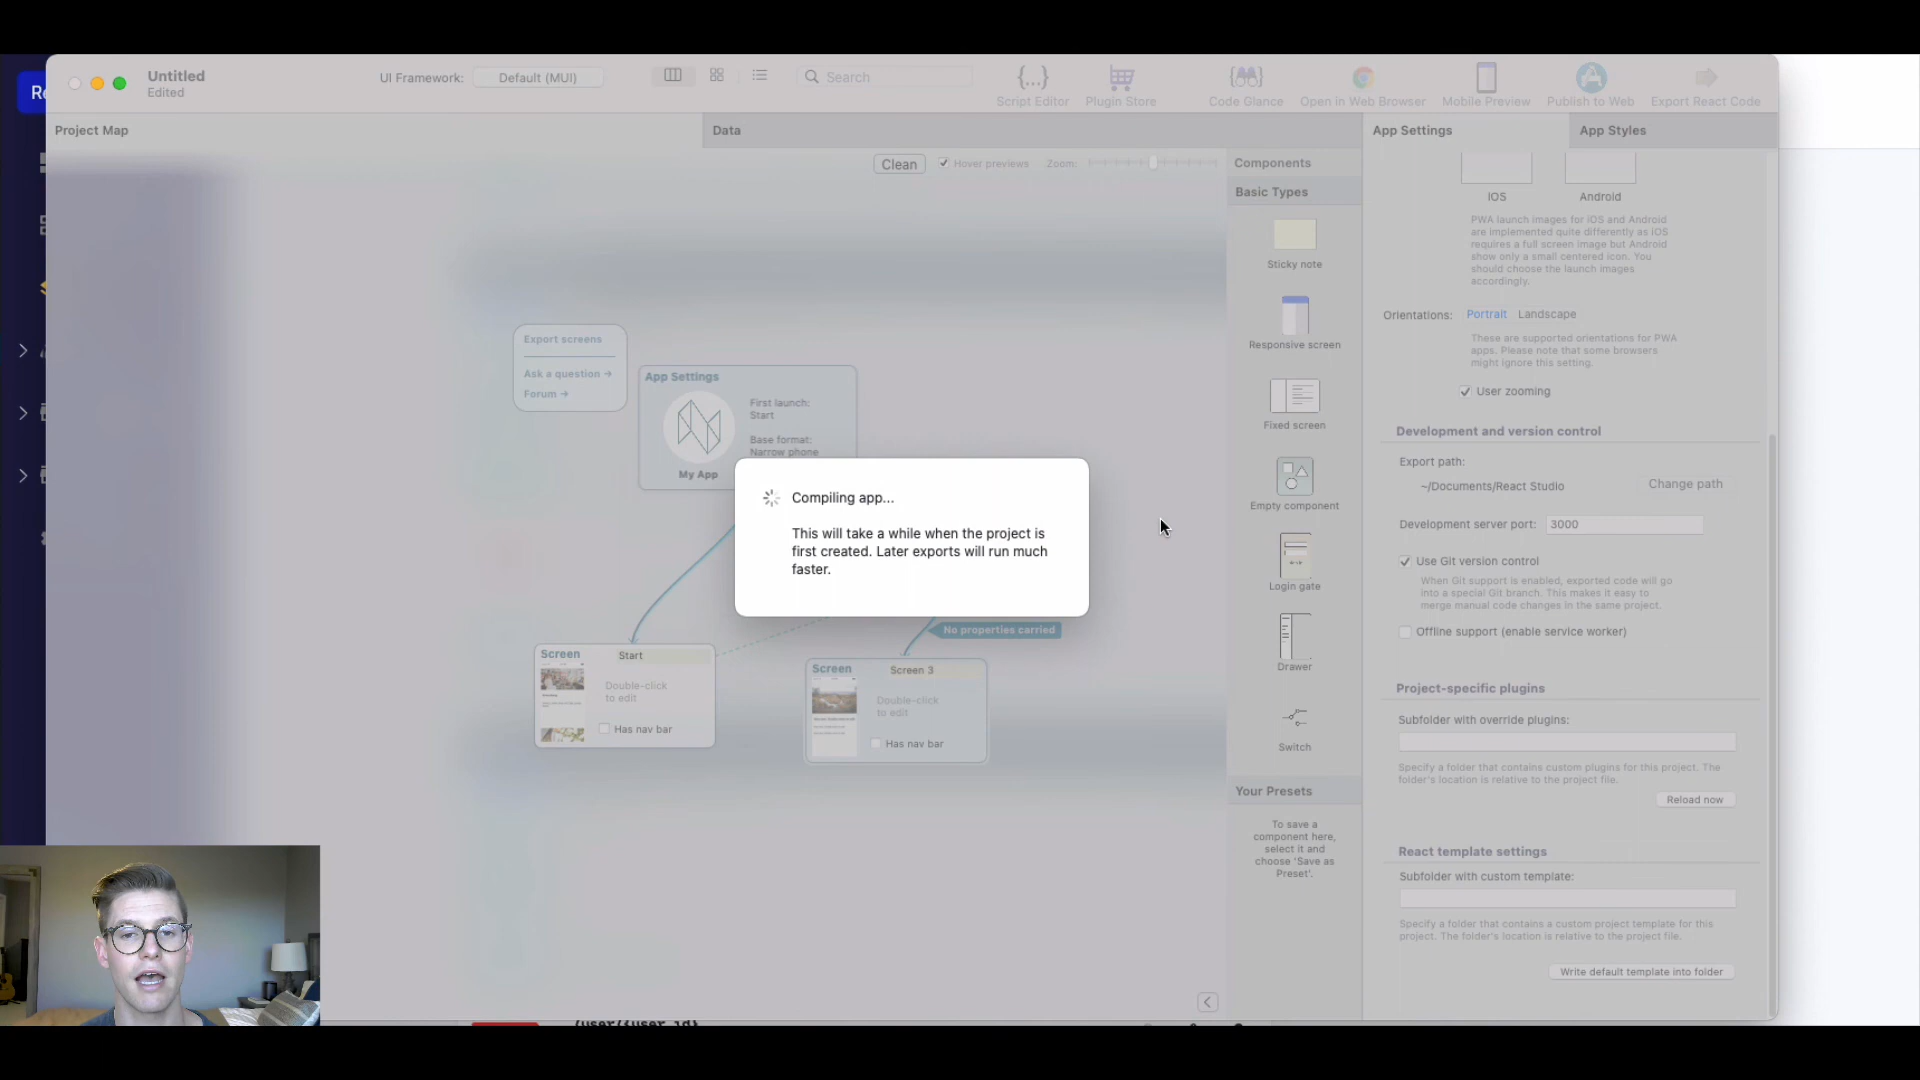 Untitled
Edited
UI Framework:
Default (MUI)
Search
Script Editor
Plugin Store
Code Glance
Open in Web Browser
Mobile Preview
Publish to Web
Export React Code
Project Map
Data
App Settings
App Styles
Clean
Hover previews
Zoom:
Components
Basic Types
Sticky note
Responsive screen
Fixed screen
Empty component
Login gate
Drawer
Switch
Your Presets
To save a
component here,
select it and
choose 'Save as
Preset'.
Export screens
Ask a question →
Forum →
App Settings
First launch:
Start
Base format:
Narrow phone
My App
Compiling app...
This will take a while when the project is
first created. Later exports will run much
faster.
No properties carried
Screen
Start
Double-click
to edit
Has nav bar
Screen
Screen 3
Double-click
to edit
Has nav bar
IOS
Android
PWA launch images for iOS and Android
are implemented quite differently as iOS
requires a full screen image but Android
show only a small centered icon. You
should choose the launch images
accordingly.
Orientations:
Portrait
Landscape
These are supported orientations for PWA
apps. Please note that some browsers
might ignore this setting.
User zooming
Development and version control
Export path:
~/Documents/React Studio
Change path
Development server port:
3000
Use Git version control
When Git support is enabled, exported code will go
into a special Git branch. This makes it easy to
merge manual code changes in the same project.
Offline support (enable service worker)
Project-specific plugins
Subfolder with override plugins:
Specify a folder that contains custom plugins for this project. The
folder's location is relative to the project file.
Reload now
React template settings
Subfolder with custom template:
Specify a folder that contains a custom project template for this
project. The folder's location is relative to the project file.
Write default template into folder
/user/{user_id}